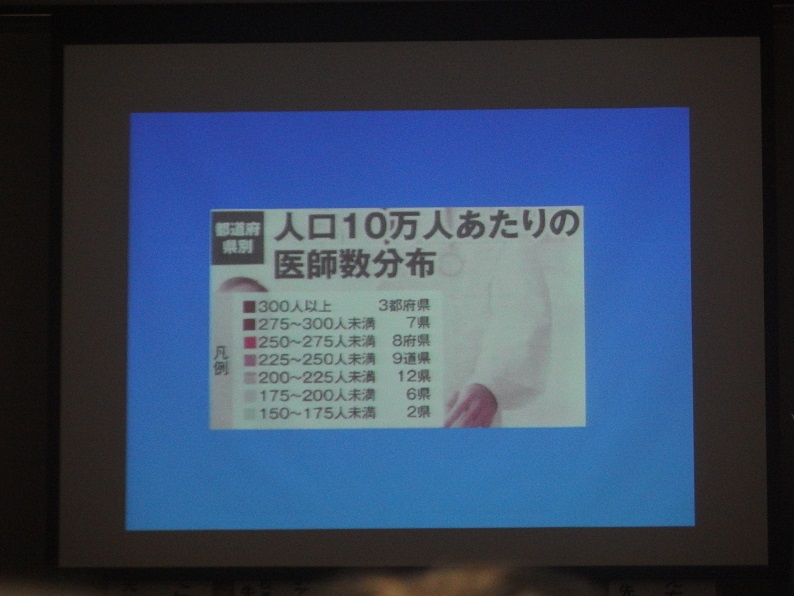 都道府
県別
人口10万人あたりの
医師数分布
凡例
300人以上 3都府県
275～300人未満 7県
250～275人未満 8府県
225～250人未満 9道県
200～225人未満 12県
175～200人未満 6県
150～175人未満 2県